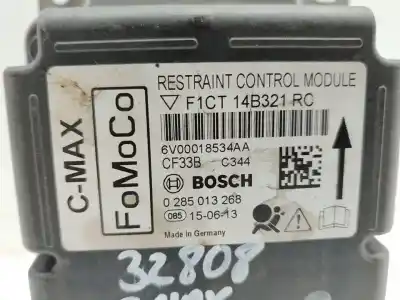 C-MAX
FoMoCo
RESTRAINT CONTROL MODULE
F1CT 14B321 RC
6V00018534AA
CF33B C344
BOSCH
0 285 013 268
085 15-06-13
Made in Germany
32808